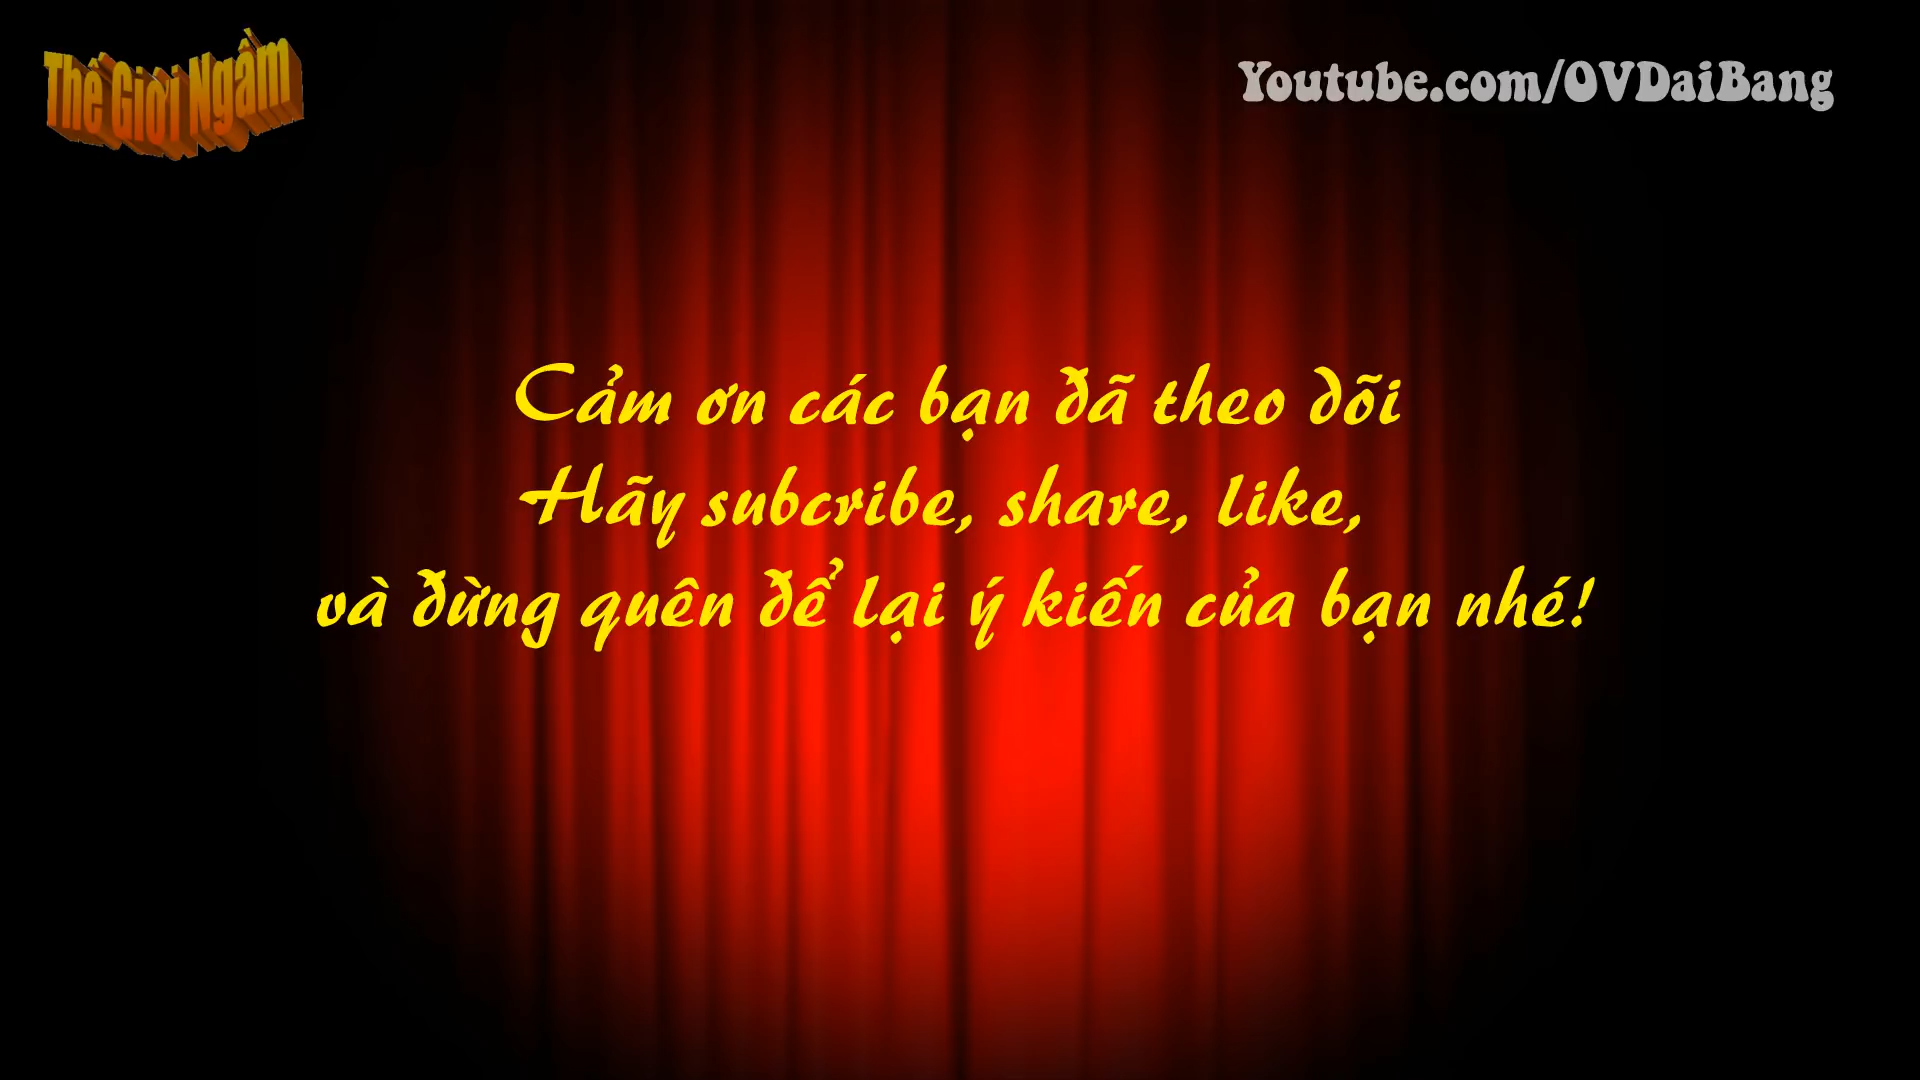 Thế Giới Ngầm
Youtube.com/OVDaiBang
Cảm ơn các bạn đã theo dõi
Hãy subcribe, share, like,
và đừng quên để lại ý kiến của bạn nhé!